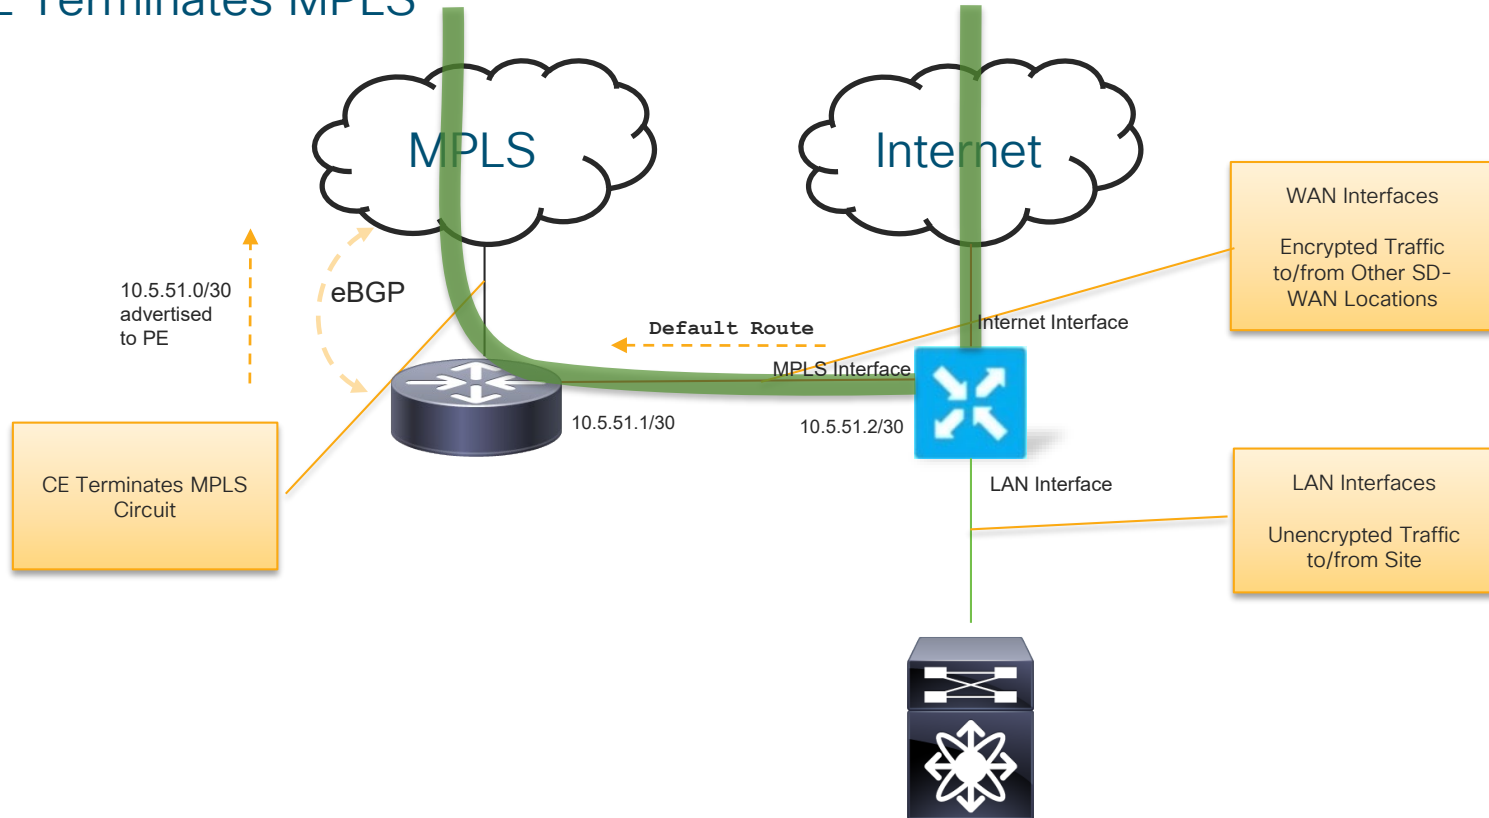 Terminates MPLS
MPLS
Internet
WAN Interfaces
Encrypted Traffic
to/from Other SD-
WAN Locations
10.5.51.0/30
advertised
to PE
eBGP
Default Route
Internet Interface
MPLS Interface
10.5.51.1/30
10.5.51.2/30
CE Terminates MPLS
Circuit
LAN Interface
LAN Interfaces
Unencrypted Traffic
to/from Site